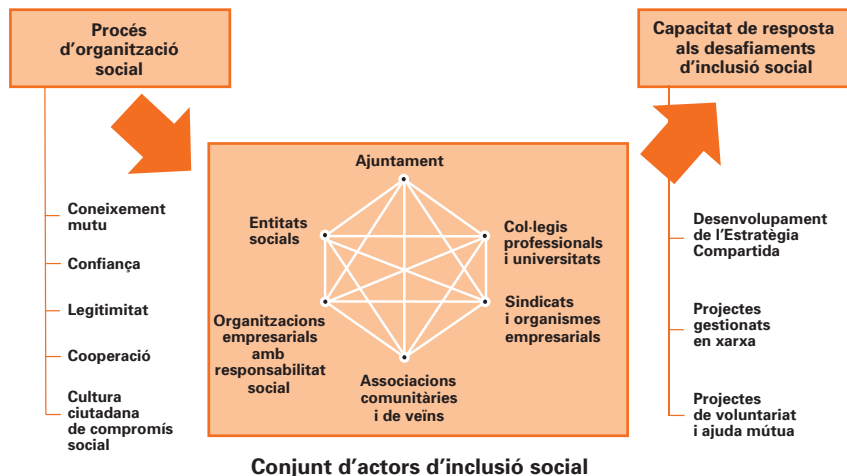 Procés
d’organització
social
Coneixement
mutu
Confiança
Legitimitat
Cooperació
Cultura
ciutadana
de compromís
social
Ajuntament
Entitats
socials
Col·legis
professionals
i universitats
Organitzacions
empresarials
amb
responsabilitat
social
Sindicats
i organismes
empresarials
Associacions
comunitàries
i de veïns
Conjunt d’actors d’inclusió social
Capacitat de resposta
als desafiaments
d’inclusió social
Desenvolupament
de l’Estratègia
Compartida
Projectes
gestionats
en xarxa
Projectes
de voluntariat
i ajuda mútua